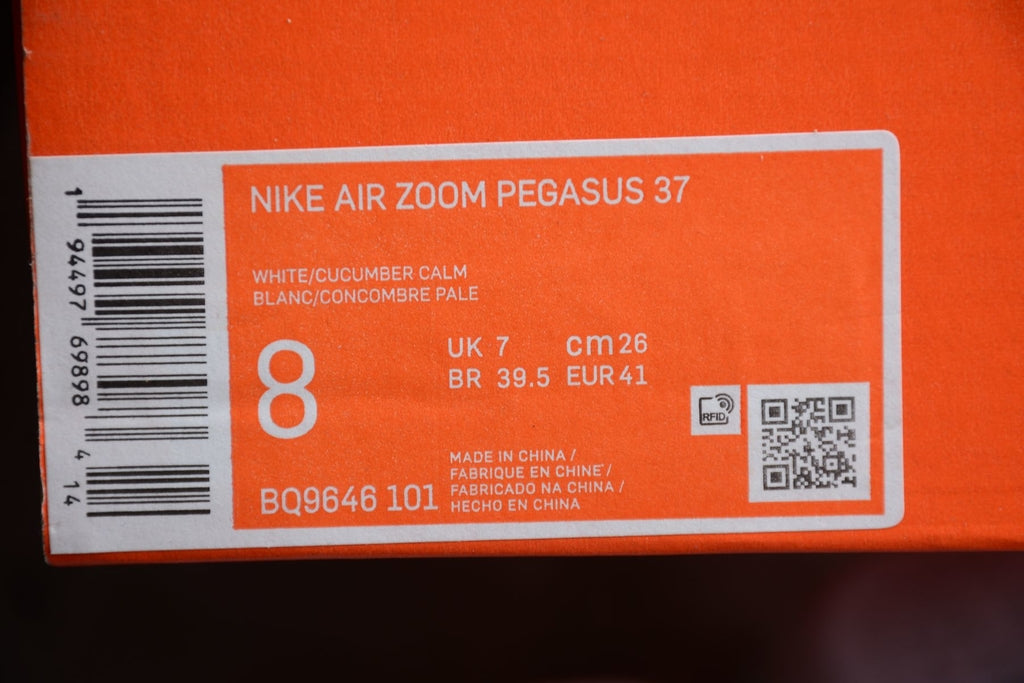 NIKE AIR ZOOM PEGASUS 37
WHITE/CUCUMBER CALM
BLANC/CONCOMBRE PALE
8
UK 7 cm 26
BR 39.5 EUR 41
RFID
MADE IN CHINA /
FABRIQUE EN CHINE /
FABRICADO NA CHINA /
HECHO EN CHINA
BQ9646 101
1 94497 69898 4 14